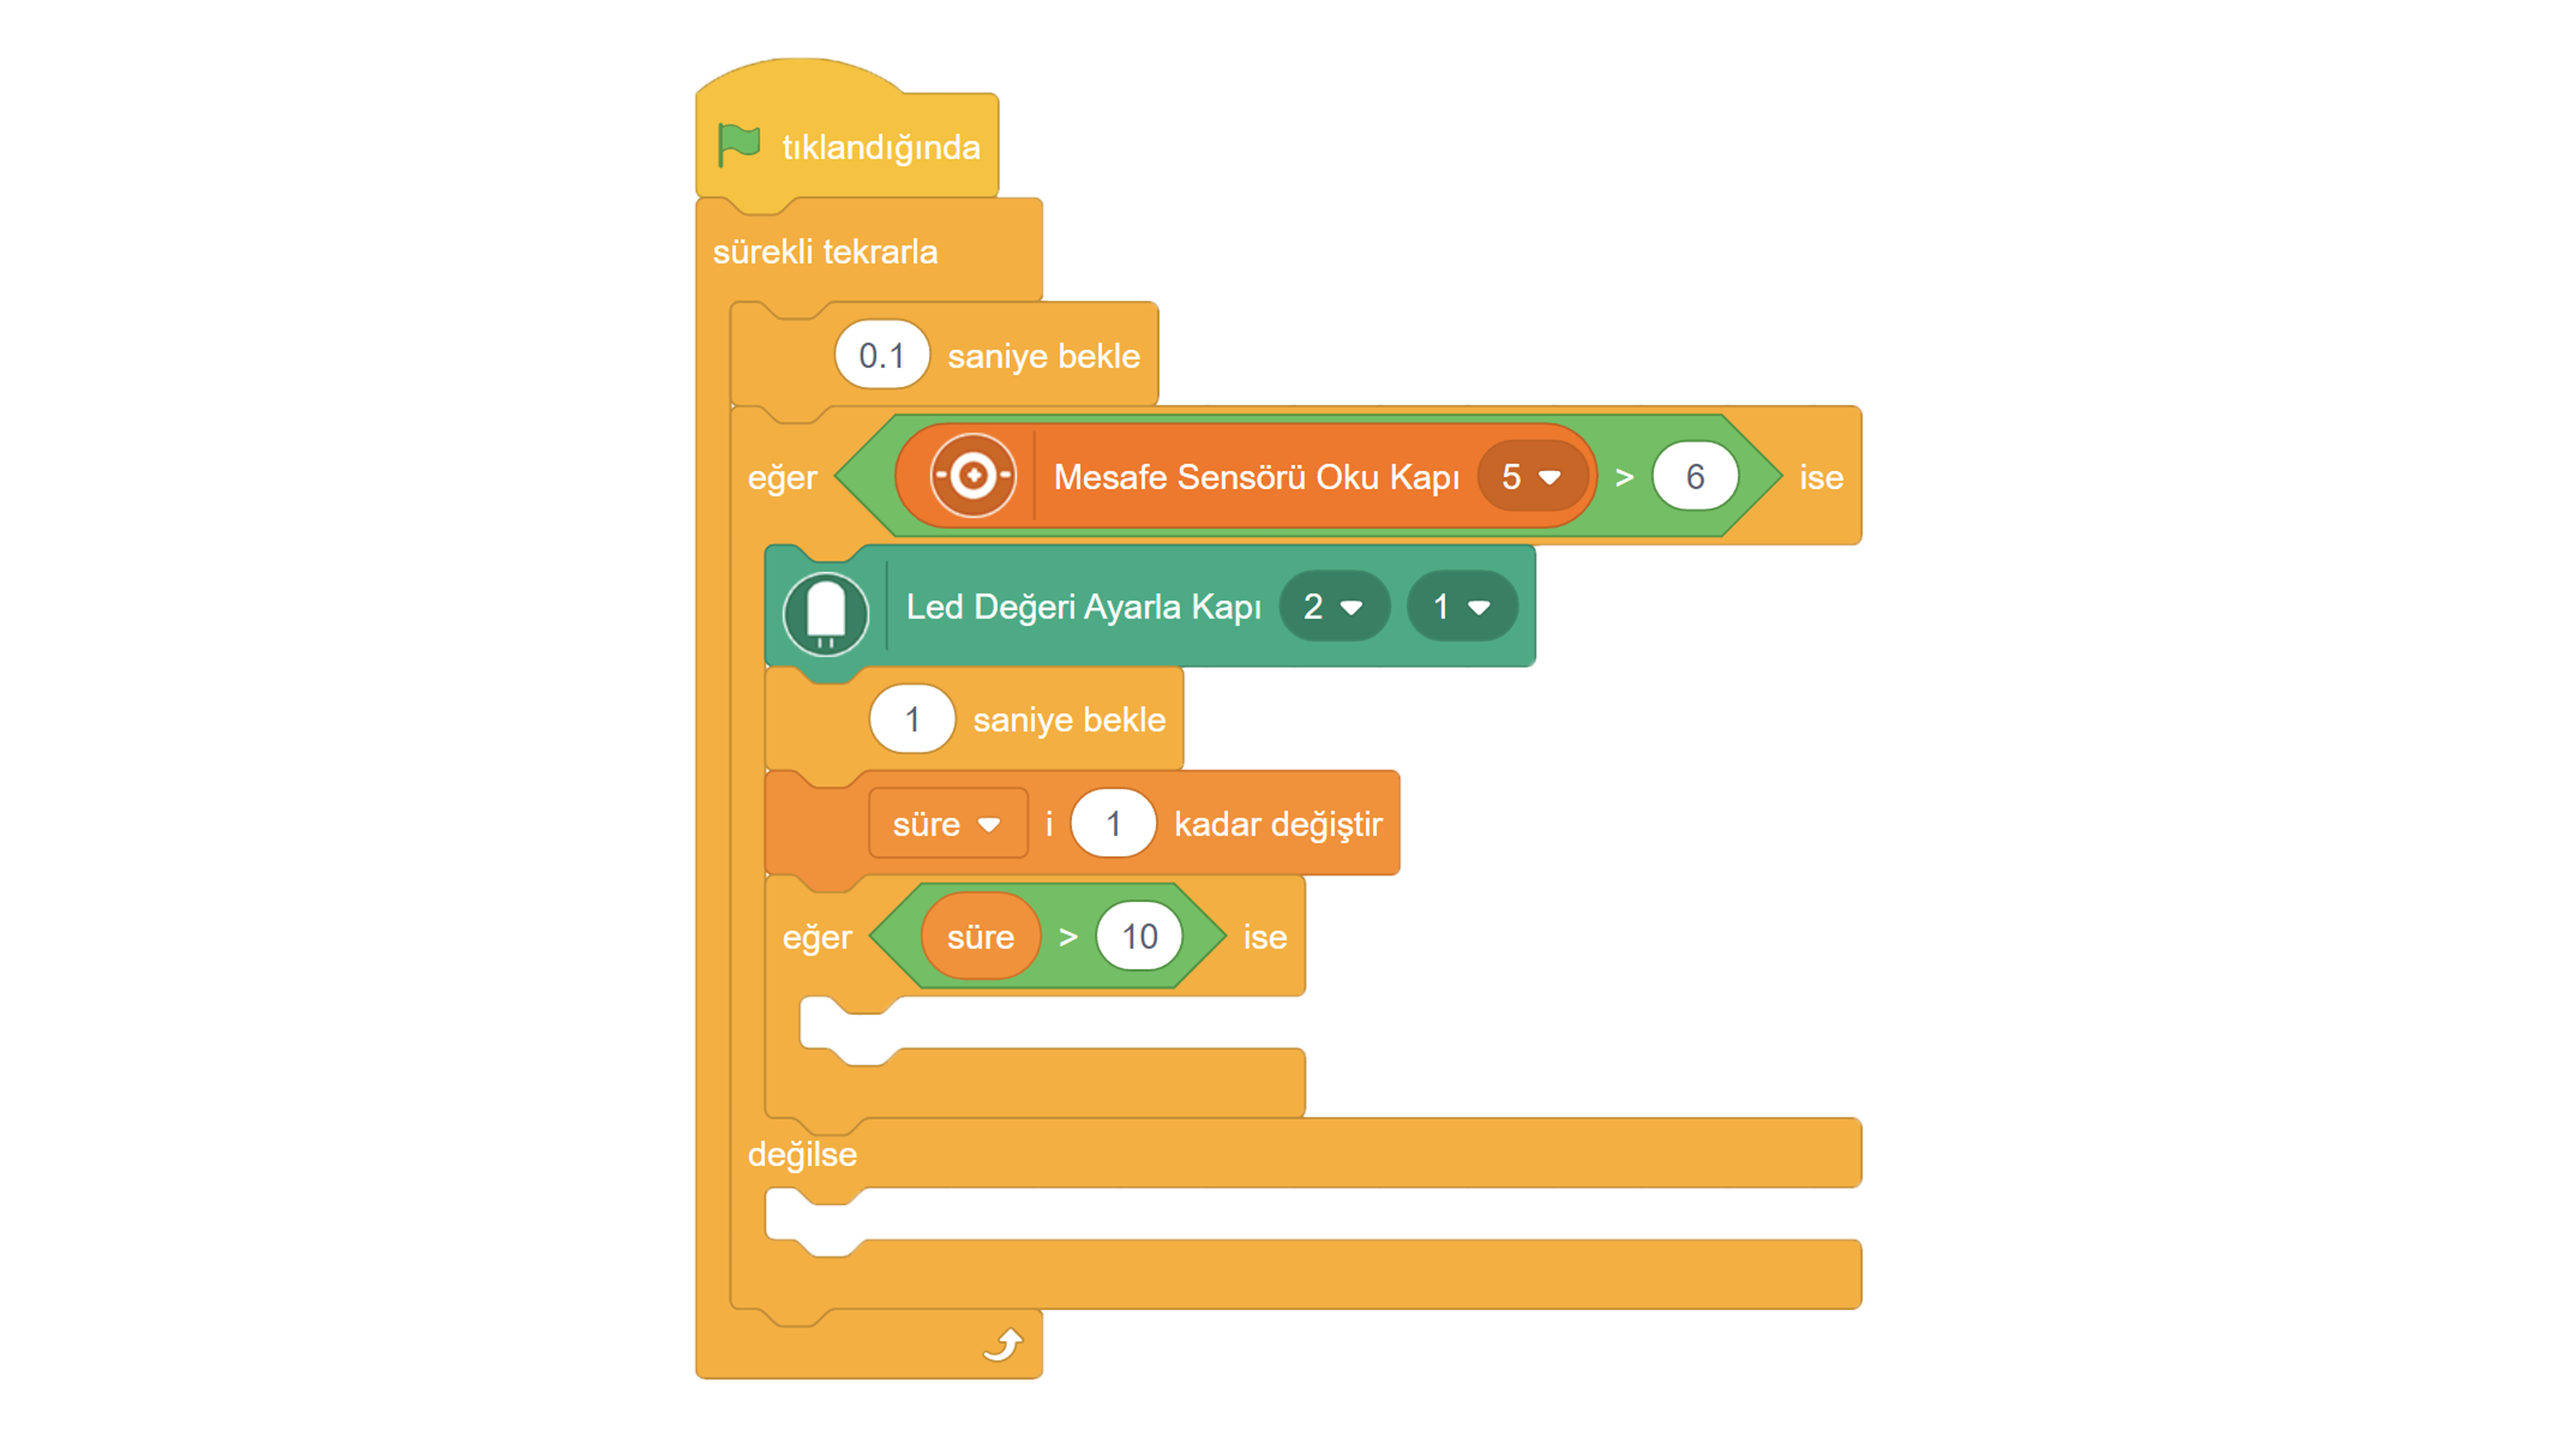 tıklandığında
sürekli tekrarla
0.1 saniye bekle
eğer Mesafe Sensörü Oku Kapı 5 > 6 ise
Led Değeri Ayarla Kapı 2 1
1 saniye bekle
süre i 1 kadar değiştir
eğer süre > 10 ise
değilse